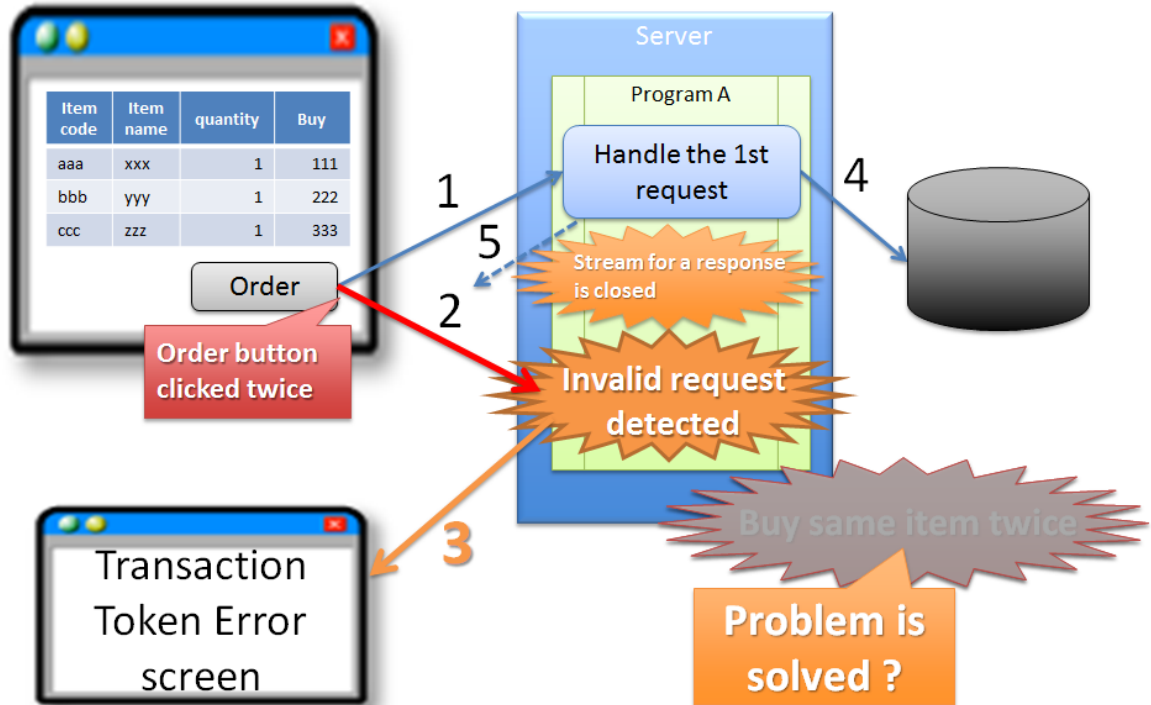 Server
Program A
Item code
Item name
quantity
Buy
aaa xxx 1 111
bbb yyy 1 222
ccc zzz 1 333
Order
Order button
clicked twice
1
Handle the 1st
request
4
5
Stream for a response
is closed
2
Invalid request
detected
3
Buy same item twice
Problem is
solved ?
Transaction
Token Error
screen